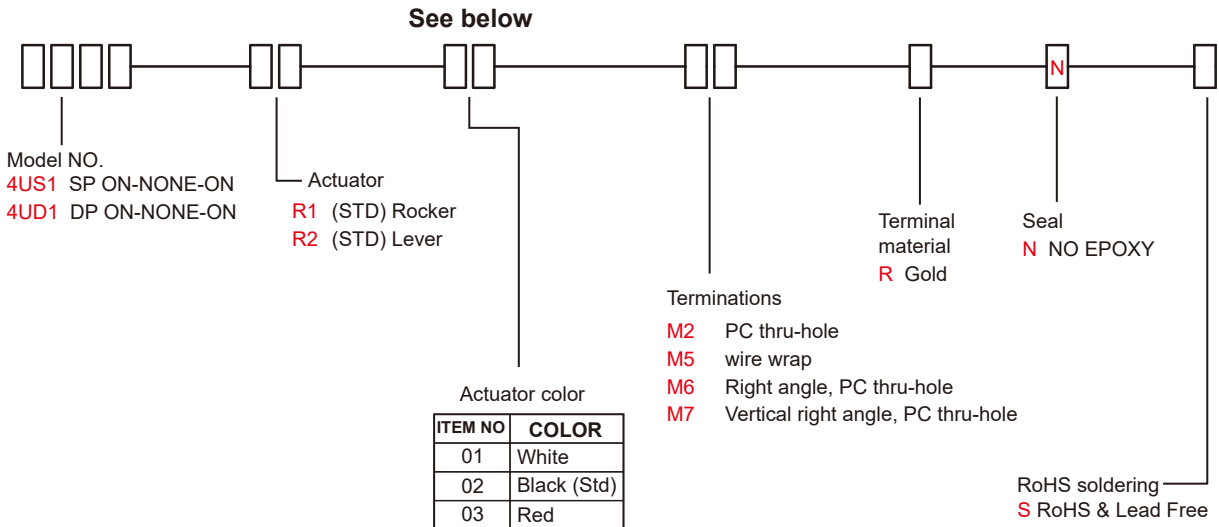 See below
N
Model NO.
4US1 SP ON-NONE-ON
4UD1 DP ON-NONE-ON
Actuator
R1 (STD) Rocker
R2 (STD) Lever
Actuator color
ITEM NO COLOR
01 White
02 Black (Std)
03 Red
Terminations
M2 PC thru-hole
M5 wire wrap
M6 Right angle, PC thru-hole
M7 Vertical right angle, PC thru-hole
Terminal
material
R Gold
Seal
N NO EPOXY
RoHS soldering
S RoHS & Lead Free